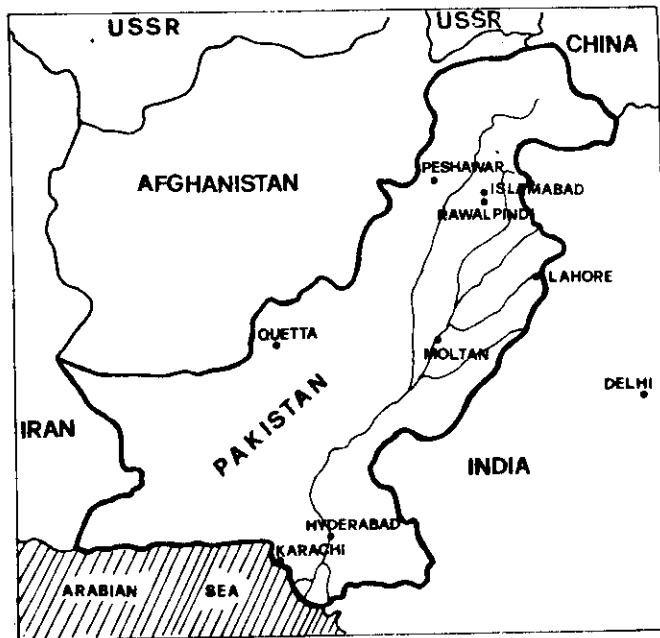 USSR
USSR
CHINA
PESHAWAR
ISLAMABAD
RAWALPINDI
AFGHANISTAN
LAHORE
QUETTA
MOLTAN
DELHI
IRAN
PAKISTAN
INDIA
HYDERABAD
KARACHI
ARABIAN SEA